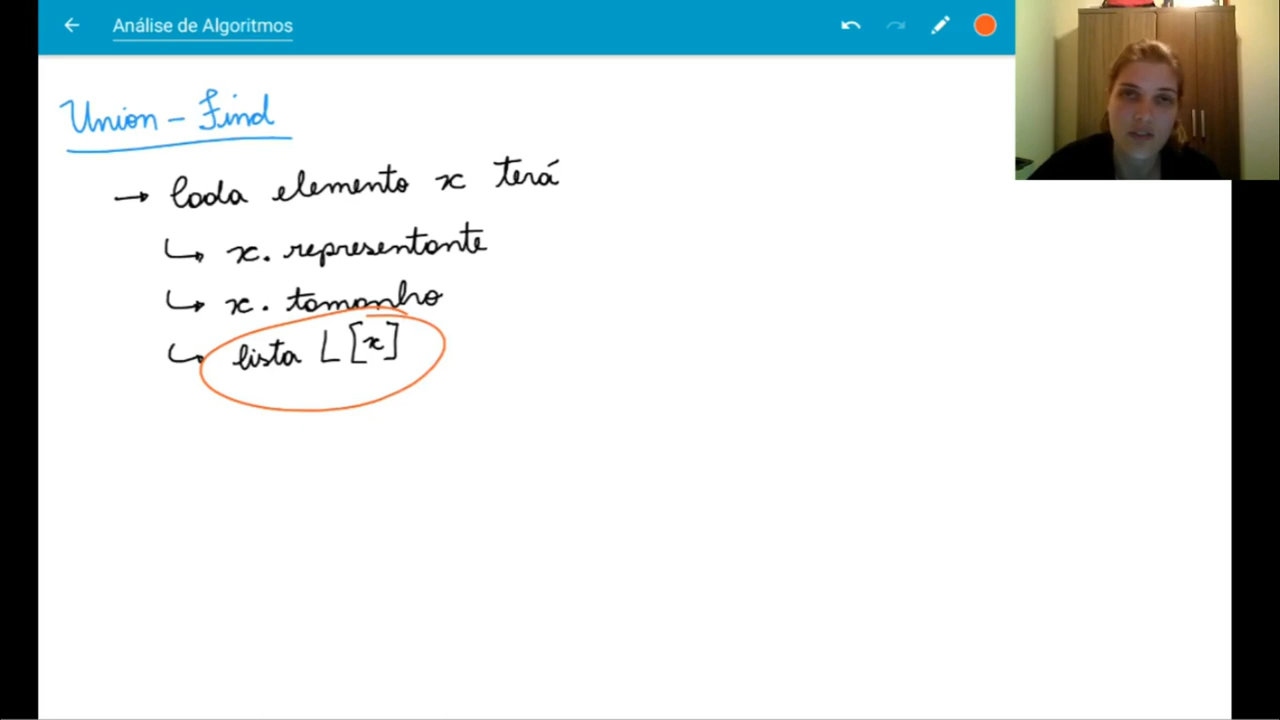 Análise de Algoritmos
Union - Find
→ Cada elemento x terá
↳ x. representante
↳ x. tamanho
↳ lista L[x]